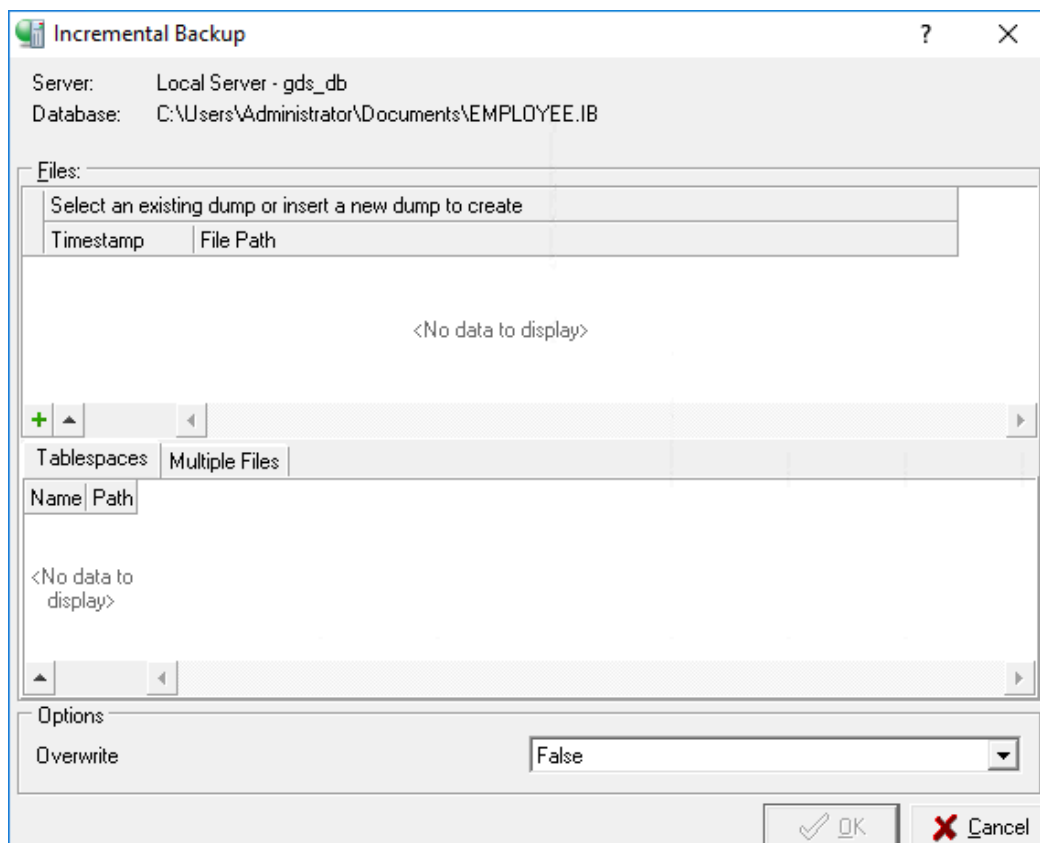 Incremental Backup ?
Server: Local Server - gds_db
Database: C:\Users\Administrator\Documents\EMPLOYEE.IB
Files:
Select an existing dump or insert a new dump to create
Timestamp File Path
<No data to display>
Tablespaces Multiple Files
Name Path
<No data to
display>
Options
Overwrite False
OK Cancel